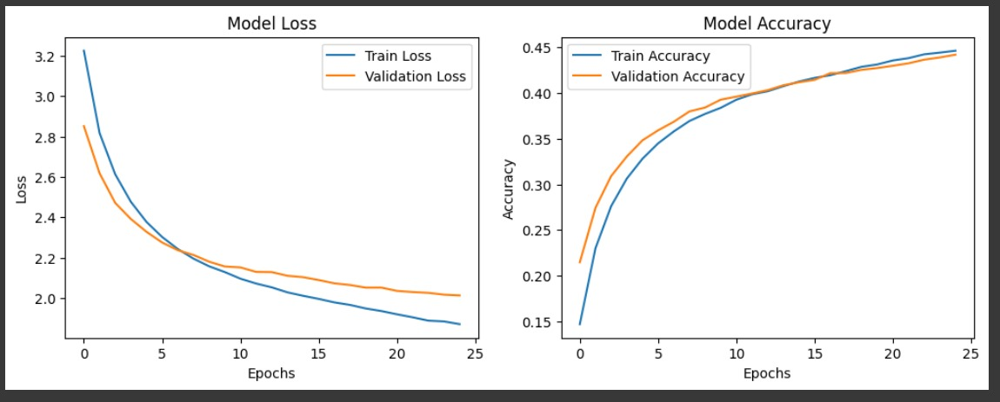 Model Loss
Train Loss
Validation Loss
3.2
3.0
2.8
2.6
2.4
2.2
2.0
Loss
0 5 10 15 20 25
Epochs
Model Accuracy
Train Accuracy
Validation Accuracy
0.45
0.40
0.35
0.30
0.25
0.20
0.15
Accuracy
0 5 10 15 20 25
Epochs